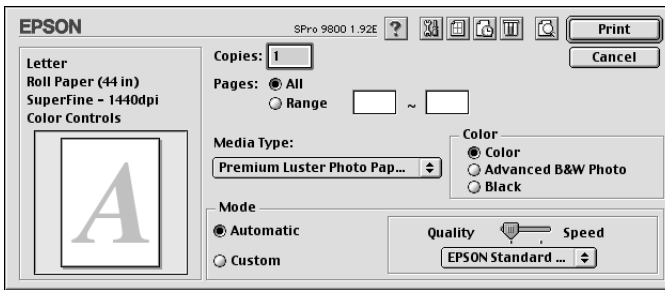 EPSON
SPro 9800 1.92E ? Print
Cancel
Letter
Roll Paper (44 in)
SuperFine - 1440dpi
Color Controls
A
Copies: 1
Pages: All
Range ~
Media Type:
Premium Luster Photo Pap...
Color
Color
Advanced B&W Photo
Black
Mode
Automatic
Custom
Quality Speed
EPSON Standard ...